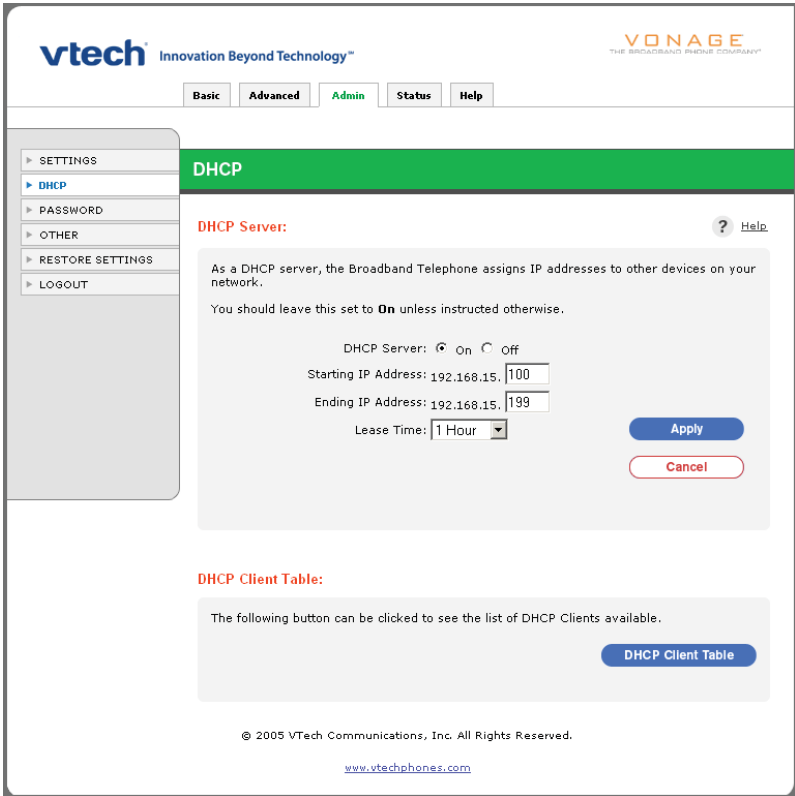 vtech Innovation Beyond Technology™
VONAGE
THE BROADBAND PHONE COMPANY™
Basic Advanced Admin Status Help
SETTINGS
DHCP
PASSWORD
OTHER
RESTORE SETTINGS
LOGOUT
DHCP
DHCP Server:
? Help
As a DHCP server, the Broadband Telephone assigns IP addresses to other devices on your
network.
You should leave this set to On unless instructed otherwise.
DHCP Server: On Off
Starting IP Address: 192.168.15. 100
Ending IP Address: 192.168.15. 199
Lease Time: 1 Hour
Apply
Cancel
DHCP Client Table:
The following button can be clicked to see the list of DHCP Clients available.
DHCP Client Table
© 2005 VTech Communications, Inc. All Rights Reserved.
www.vtechphones.com